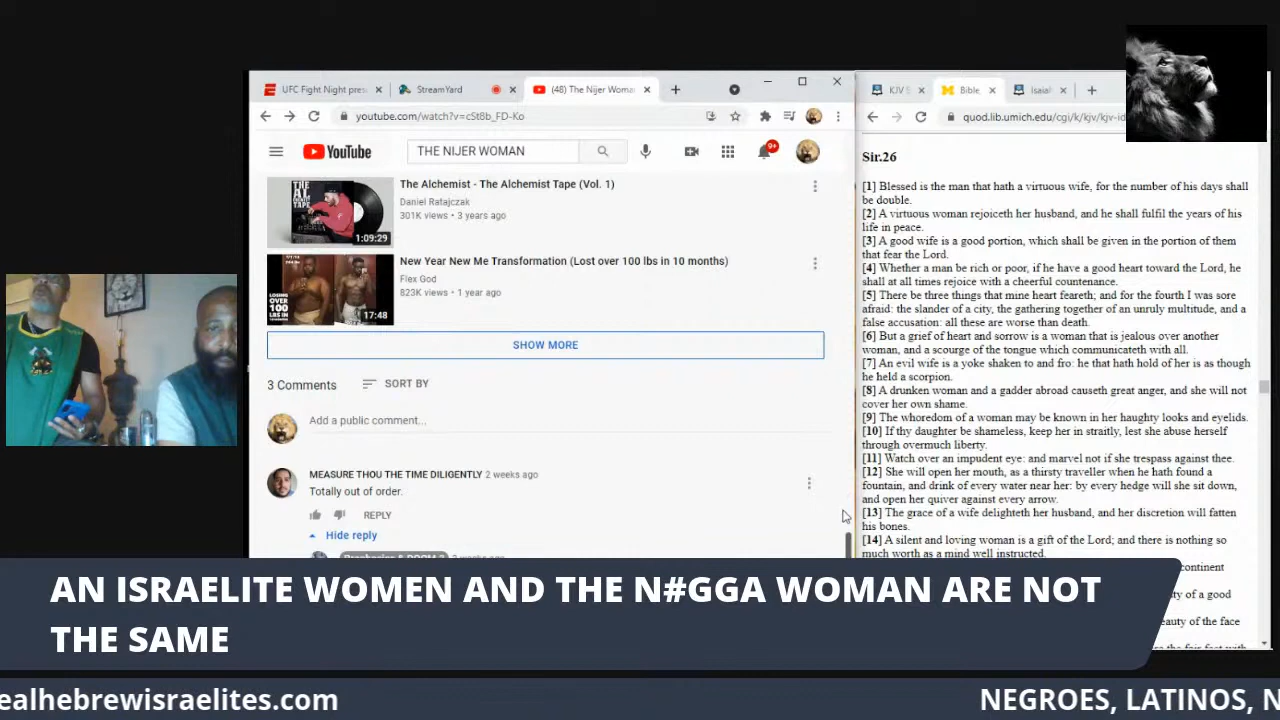 UFC Fight Night pres
StreamYard
(48) The Nijer Woma
youtube.com/watch?v=cSt8b_FD-Ko
YouTube
THE NIJER WOMAN
9+
THE AL
1:09:29
The Alchemist - The Alchemist Tape (Vol. 1)
Daniel Ratajczak
301K views • 3 years ago
LOSING
OVER
100
LBS IN
17:48
New Year New Me Transformation (Lost over 100 lbs in 10 months)
Flex God
823K views • 1 year ago
SHOW MORE
3 Comments
SORT BY
Add a public comment...
MEASURE THOU THE TIME DILIGENTLY 2 weeks ago
Totally out of order.
REPLY
Hide reply
KJV S
Bible
Isaial
quod.lib.umich.edu/cgi/k/kjv/kjv-id
Sir.26
[1] Blessed is the man that hath a virtuous wife, for the number of his days shall
be double.
[2] A virtuous woman rejoiceth her husband, and he shall fulfil the years of his
life in peace.
[3] A good wife is a good portion, which shall be given in the portion of them
that fear the Lord.
[4] Whether a man be rich or poor, if he have a good heart toward the Lord, he
shall at all times rejoice with a cheerful countenance.
[5] There be three things that mine heart feareth; and for the fourth I was sore
afraid: the slander of a city, the gathering together of an unruly multitude, and a
false accusation: all these are worse than death.
[6] But a grief of heart and sorrow is a woman that is jealous over another
woman, and a scourge of the tongue which communicateth with all.
[7] An evil wife is a yoke shaken to and fro: he that hath hold of her is as though
he held a scorpion.
[8] A drunken woman and a gadder abroad causeth great anger, and she will not
cover her own shame.
[9] The whoredom of a woman may be known in her haughty looks and eyelids.
[10] If thy daughter be shameless, keep her in straitly, lest she abuse herself
through overmuch liberty.
[11] Watch over an impudent eye: and marvel not if she trespass against thee.
[12] She will open her mouth, as a thirsty traveller when he hath found a
fountain, and drink of every water near her: by every hedge will she sit down,
and open her quiver against every arrow.
[13] The grace of a wife delighteth her husband, and her discretion will fatten
his bones.
[14] A silent and loving woman is a gift of the Lord; and there is nothing so
much worth as a mind well instructed.
continent
ty of a good
eauty of the face
AN ISRAELITE WOMEN AND THE N#GGA WOMAN ARE NOT
THE SAME
ealhebrewisraelites.com
NEGROES, LATINOS, N